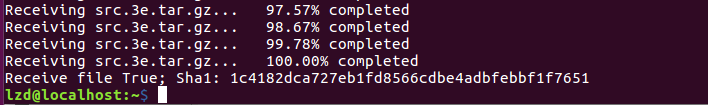 Receiving src.3e.tar.gz...   97.57% completed
Receiving src.3e.tar.gz...   98.67% completed
Receiving src.3e.tar.gz...   99.78% completed
Receiving src.3e.tar.gz...   100.00% completed
Receive file True; Sha1: 1c4182dca727eb1fd8566cdbe4adbfebbf1f7651
lzd@localhost:~$